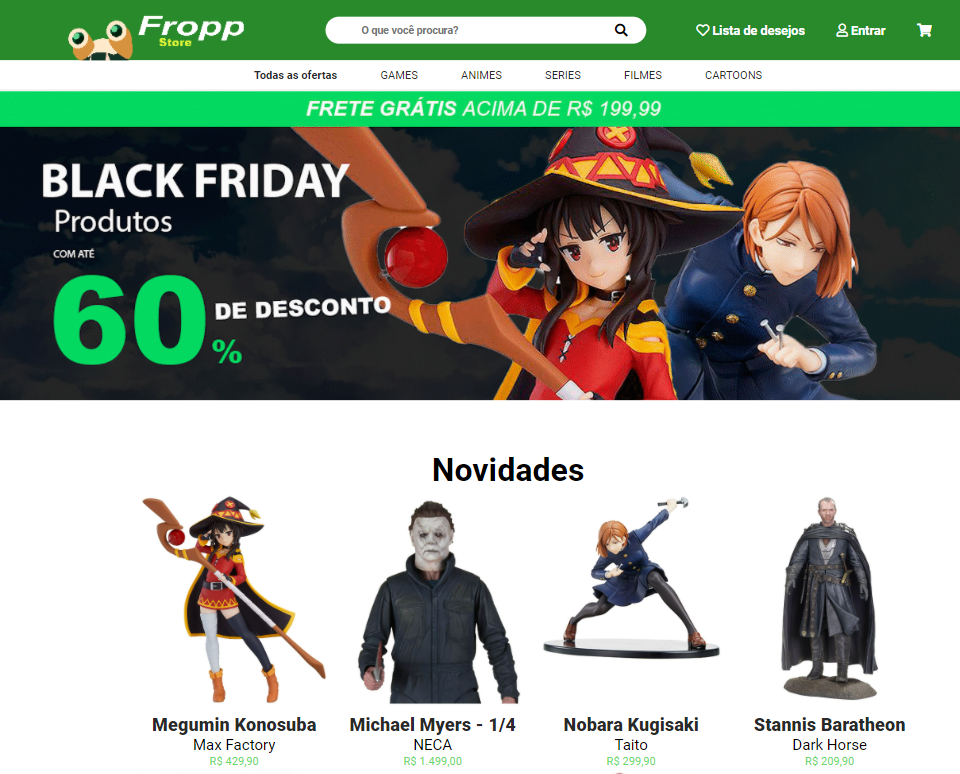 Fropp
Store
O que você procura?
Lista de desejos
Entrar
Todas as ofertas
GAMES
ANIMES
SERIES
FILMES
CARTOONS
FRETE GRÁTIS ACIMA DE R$ 199,99
BLACK FRIDAY
Produtos
COM ATÉ
60% DE DESCONTO
Novidades
Megumin Konosuba
Max Factory
R$ 429,90
Michael Myers - 1/4
NECA
R$ 1.499,00
Nobara Kugisaki
Taito
R$ 299,90
Stannis Baratheon
Dark Horse
R$ 209,90